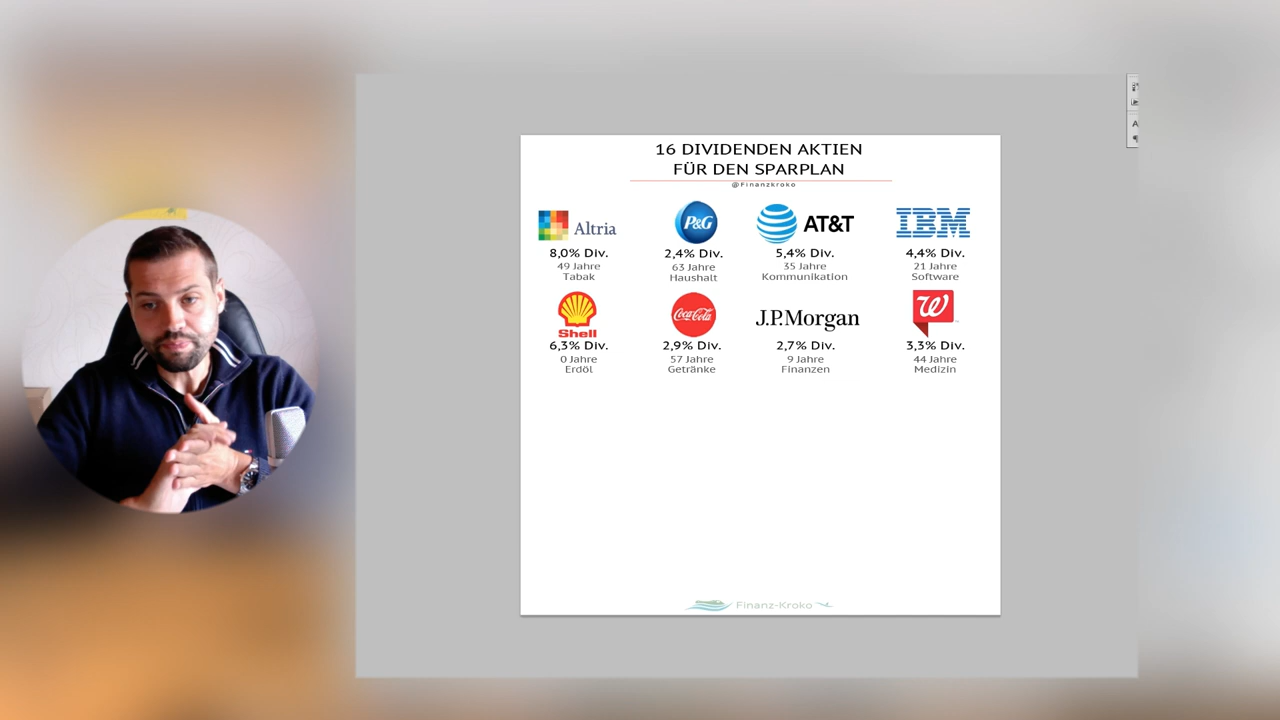 16 DIVIDENDEN AKTIEN
FÜR DEN SPARPLAN
@Finanzkroko
Altria
P&G
AT&T
IBM
8,0% Div.
2,4% Div.
5,4% Div.
4,4% Div.
49 Jahre
63 Jahre
35 Jahre
21 Jahre
Tabak
Haushalt
Kommunikation
Software
Shell
Coca-Cola
J.P.Morgan
W
6,3% Div.
2,9% Div.
2,7% Div.
3,3% Div.
0 Jahre
57 Jahre
9 Jahre
44 Jahre
Erdöl
Getränke
Finanzen
Medizin
Finanz-Kroko
A